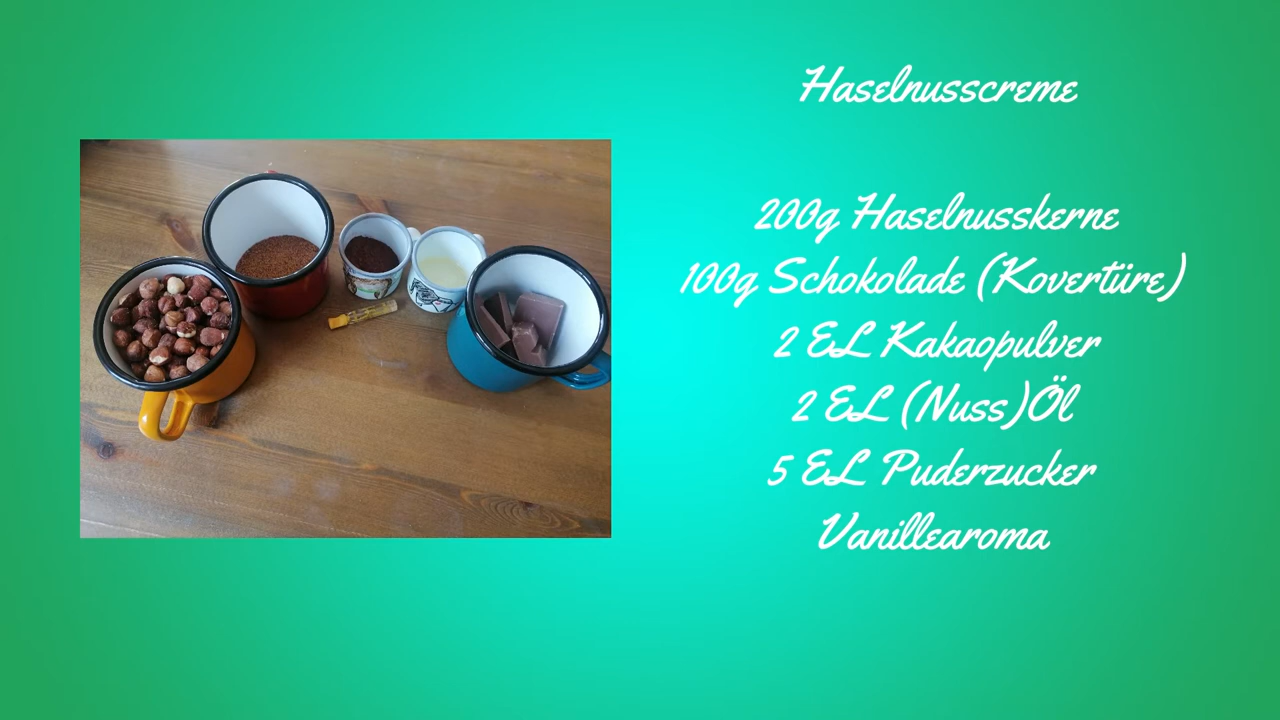 Haselnusscreme
200g Haselnusskerne
100g Schokolade (Kovertüre)
2 EL Kakaopulver
2 EL (Nuss)Öl
5 EL Puderzucker
Vanillearoma